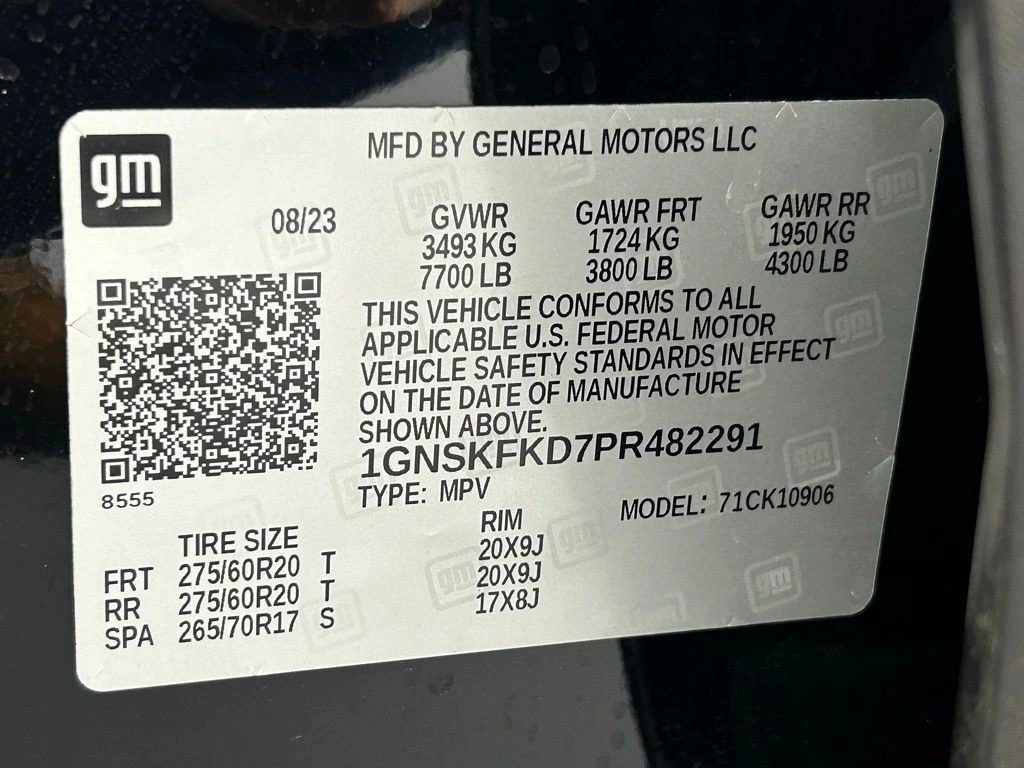 gm
MFD BY GENERAL MOTORS LLC
08/23 GVWR GAWR FRT GAWR RR
3493 KG 1724 KG 1950 KG
7700 LB 3800 LB 4300 LB
THIS VEHICLE CONFORMS TO ALL
APPLICABLE U.S. FEDERAL MOTOR
VEHICLE SAFETY STANDARDS IN EFFECT
ON THE DATE OF MANUFACTURE
SHOWN ABOVE.
1GNSKFKD7PR482291
8555
TYPE: MPV MODEL: 71CK10906
TIRE SIZE RIM
FRT 275/60R20 T 20X9J
RR 275/60R20 T 20X9J
SPA 265/70R17 S 17X8J